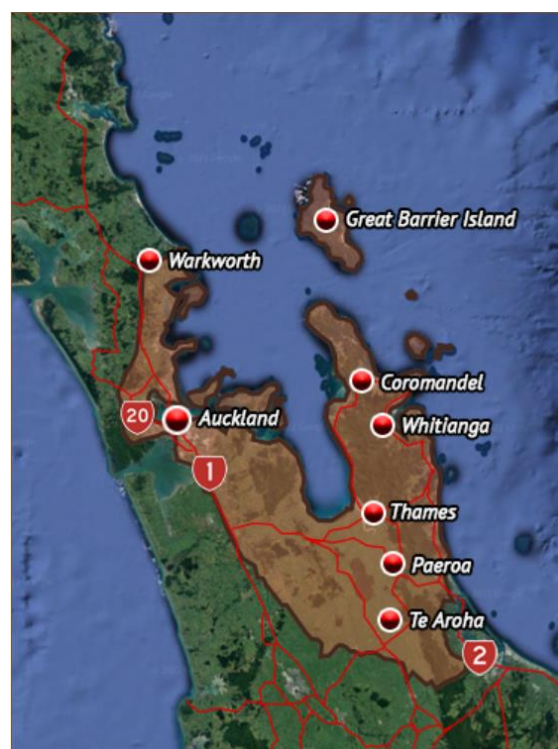 Great Barrier Island
Warkworth
Coromandel
20
Auckland
Whitianga
1
Thames
Paeroa
Te Aroha
2